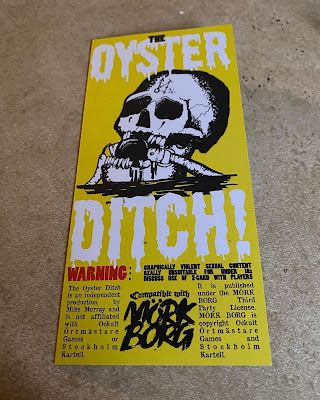 THE
OYSTER
DITCH!
WARNING:
GRAPHICALLY VIOLENT SEXUAL CONTENT
REALLY UNSUITABLE FOR UNDER 18s
DISCUSS USE OF X-CARD WITH PLAYERS
The Oyster Ditch
is an independent
production by
Mike Murray and
is not affiliated
with Ockult
Örtmästare
Games or
Stockholm
Kartell.
Compatible with
MÖRK
BORG
It is published
under the MÖRK
BORG Third
Party License.
MÖRK BORG is
copyright Ockult
Örtmästare
Games and
Stockholm
Kartell.